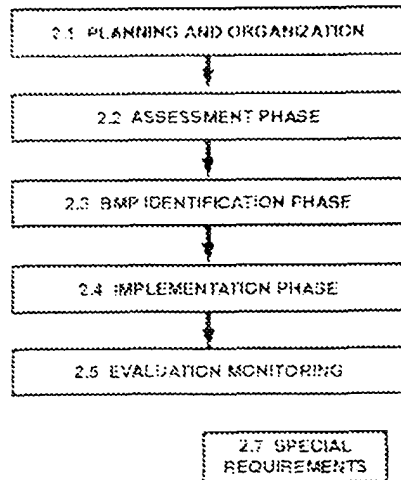 2.1 PLANNING AND ORGANIZATION
2.2 ASSESSMENT PHASE
2.3 BMP IDENTIFICATION PHASE
2.4 IMPLEMENTATION PHASE
2.5 EVALUATION MONITORING
2.7 SPECIAL
REQUIREMENTS